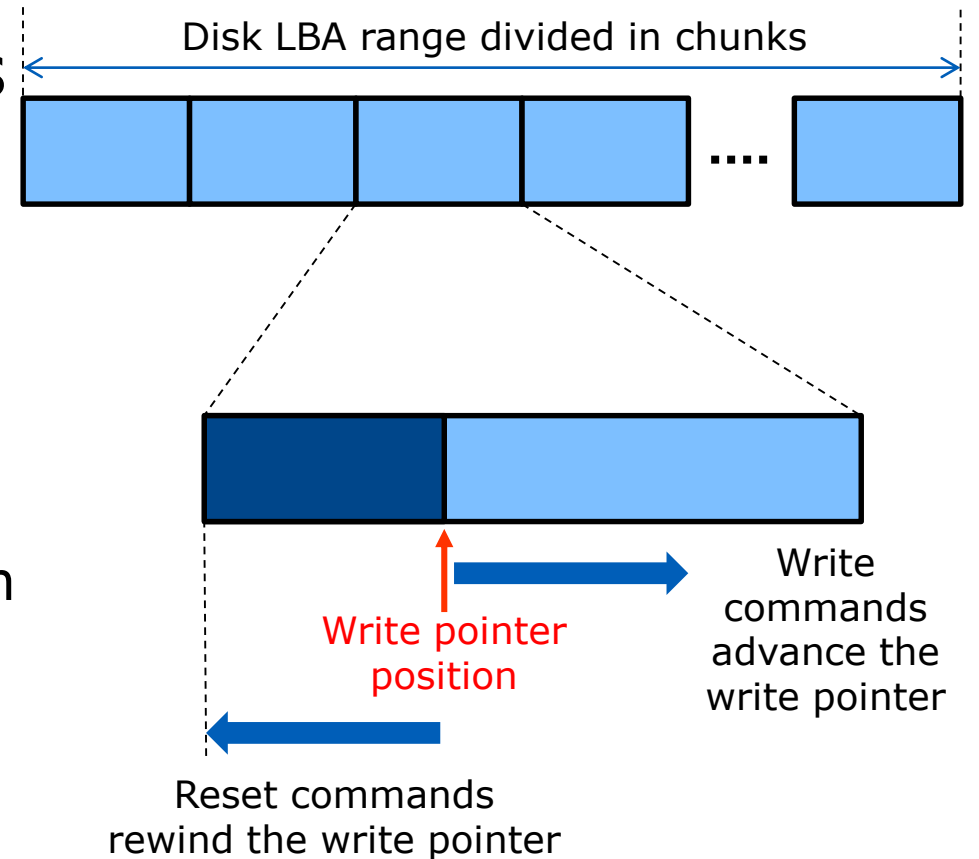 Disk LBA range divided in chunks
s
....
n
Write pointer
position
Write
commands
advance the
write pointer
Reset commands
rewind the write pointer